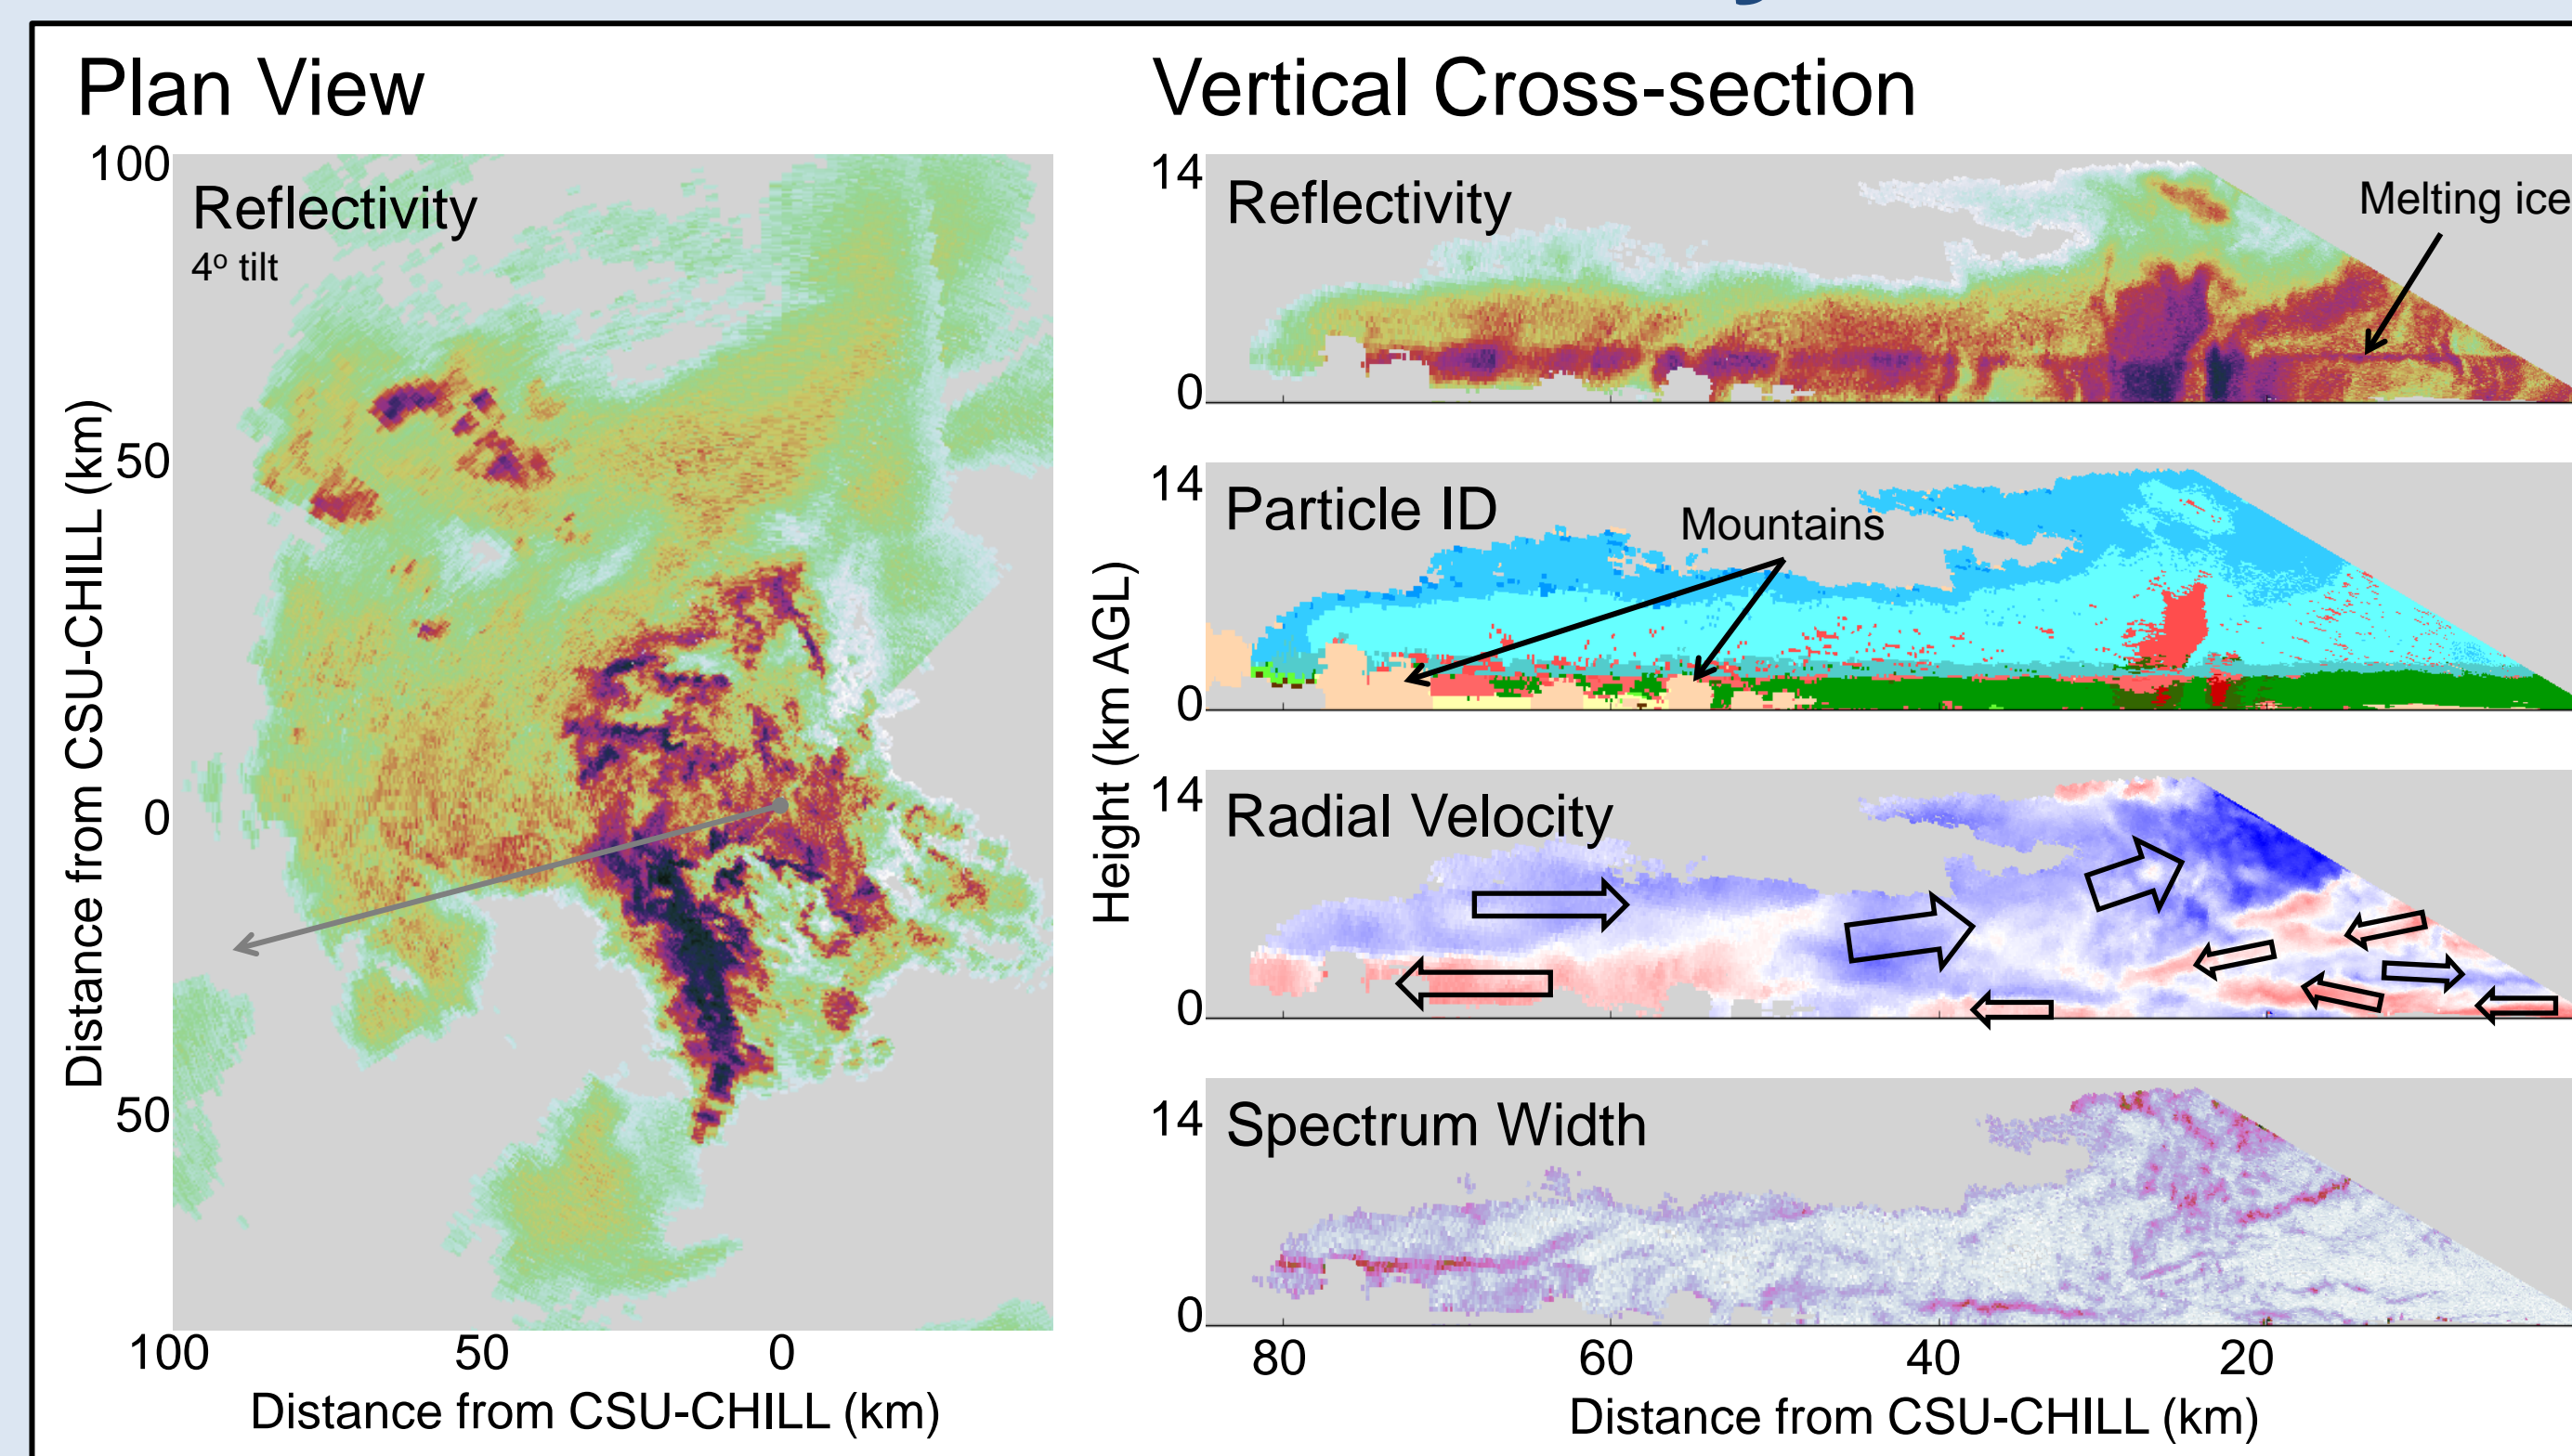 Plan View
100
Reflectivity
4º tilt
50
0
50
100
50
0
Distance from CSU-CHILL (km)
Distance from CSU-CHILL (km)
Vertical Cross-section
14
Reflectivity
Melting ice
0
14
Particle ID
Mountains
0
Height (km AGL)
14
Radial Velocity
0
14
Spectrum Width
0
80
60
40
20
Distance from CSU-CHILL (km)